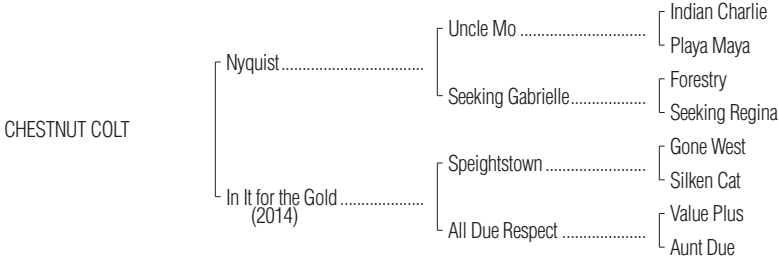 Indian Charlie
Uncle Mo ..............................
Playa Maya
Nyquist..................................
Forestry
Seeking Gabrielle..................
Seeking Regina
CHESTNUT COLT
Gone West
Speightstown ........................
Silken Cat
In It for the Gold ....................
(2014)
Value Plus
All Due Respect ....................
Aunt Due